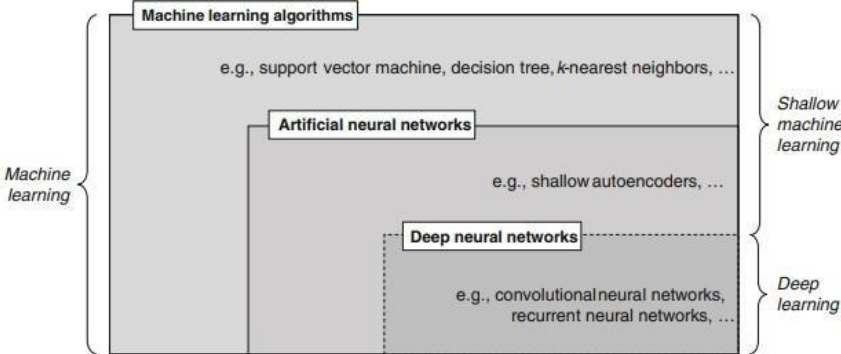 Machine learning algorithms
e.g., support vector machine, decision tree, k-nearest neighbors, …
Shallow
machine
learning
Artificial neural networks
Machine
learning
e.g., shallow autoencoders, …
Deep neural networks
e.g., convolutional neural networks,
recurrent neural networks, …
Deep
learning